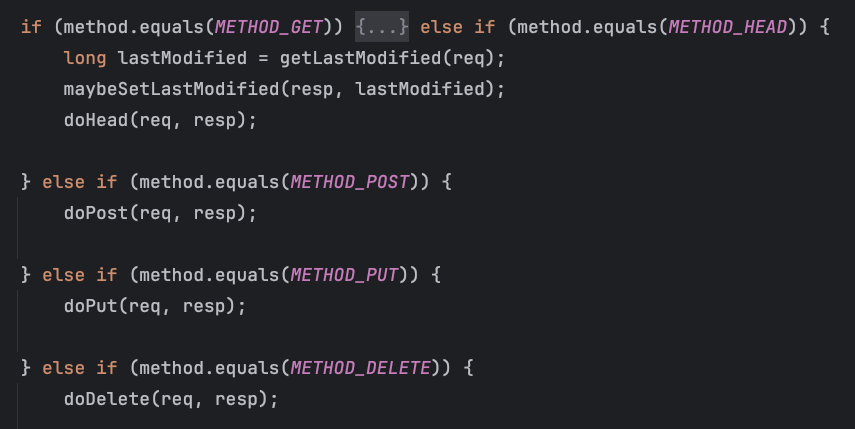 if (method.equals(METHOD_GET)) {...} else if (method.equals(METHOD_HEAD)) {
    long lastModified = getLastModified(req);
    maybeSetLastModified(resp, lastModified);
    doHead(req, resp);
} else if (method.equals(METHOD_POST)) {
    doPost(req, resp);
} else if (method.equals(METHOD_PUT)) {
    doPut(req, resp);
} else if (method.equals(METHOD_DELETE)) {
    doDelete(req, resp);